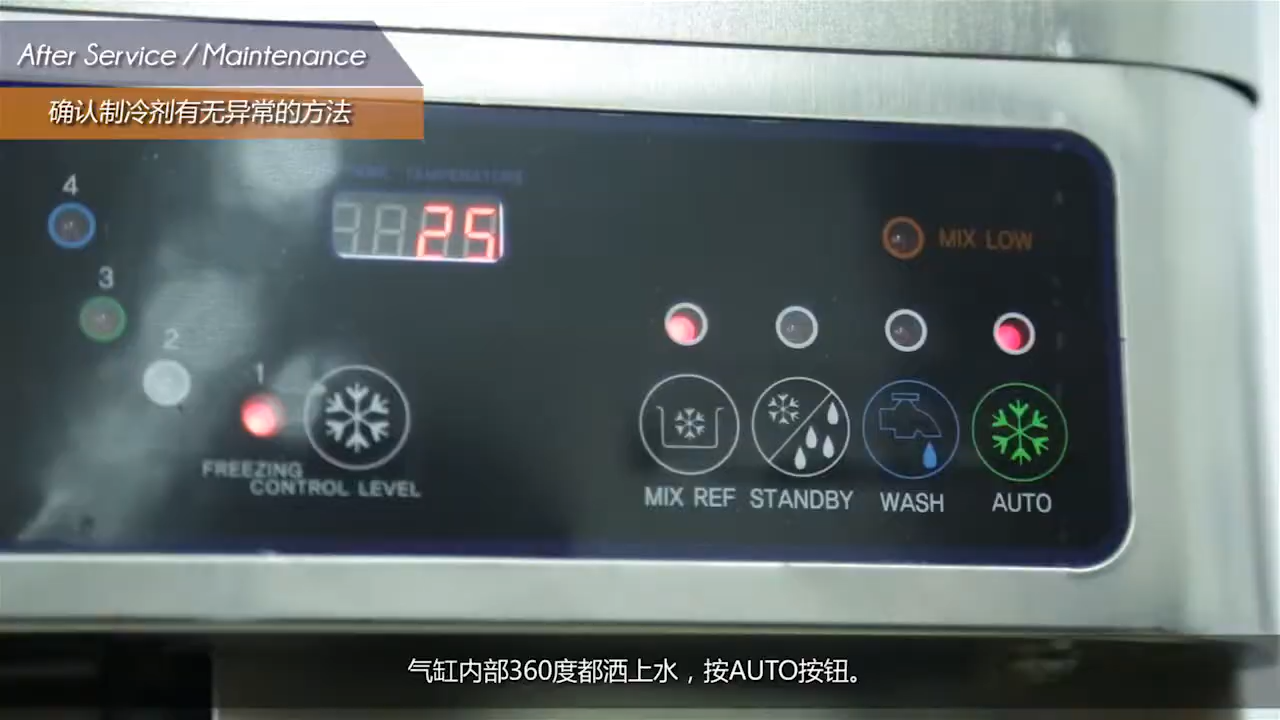 After Service / Maintenance
确认制冷剂有无异常的方法
4
TEMPERATURE
25
MIX LOW
3
2
1
FREEZING
CONTROL LEVEL
MIX REF
STANDBY
WASH
AUTO
气缸内部360度都洒上水，按AUTO按钮。